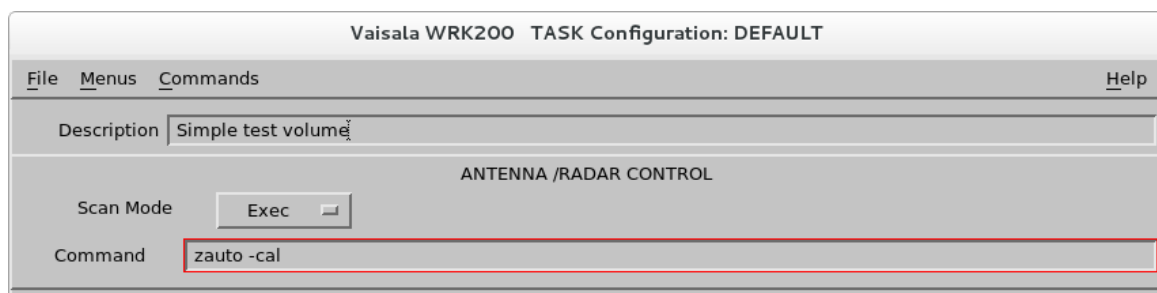 Vaisala WRK200 TASK Configuration: DEFAULT
File Menus Commands Help
Description Simple test volume
ANTENNA /RADAR CONTROL
Scan Mode Exec
Command zauto -cal